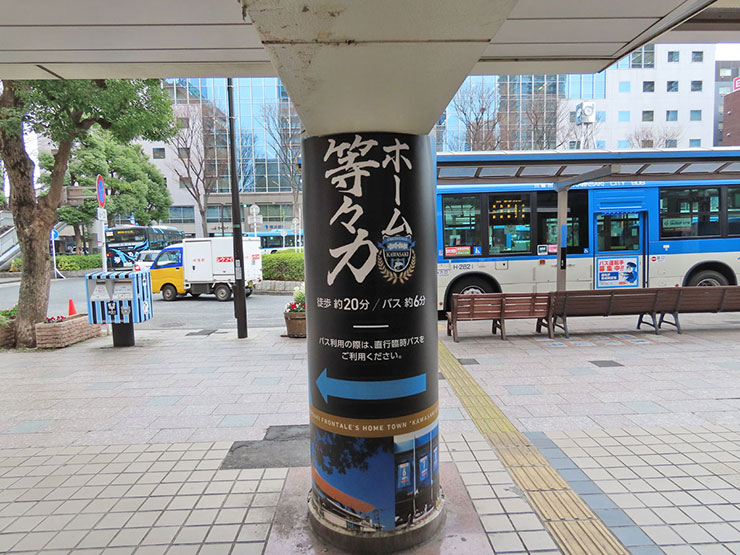 ホーム
等々力
KAWASAKI
徒歩 約20分 / バス 約6分
バス利用の際は、直行臨時バスを
ご利用ください。
FRONTALE'S HOME TOWN "KAWASAKI
H-282